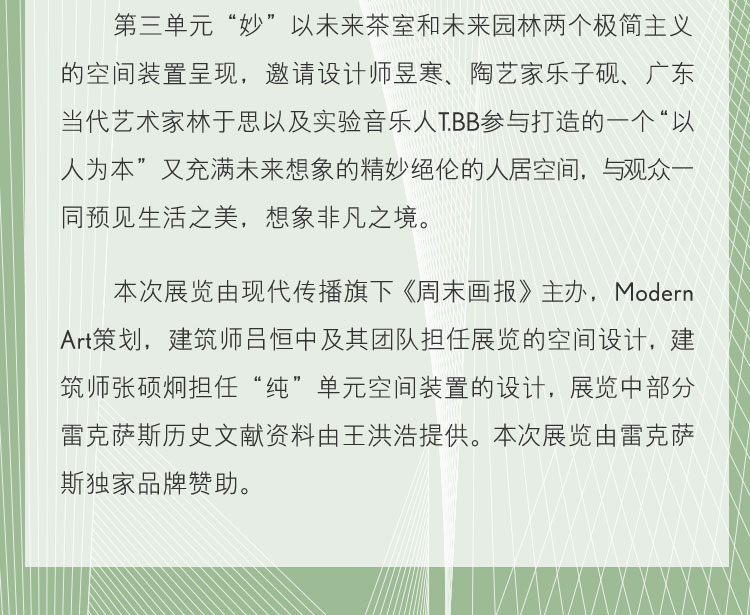 第三单元“妙”以未来茶室和未来园林两个极简主义
的空间装置呈现，邀请设计师昱寒、陶艺家乐子砚、广东
当代艺术家林于思以及实验音乐人T.BB参与打造的一个“以
人为本”又充满未来想象的精妙绝伦的人居空间，与观众一
同预见生活之美，想象非凡之境。
本次展览由现代传播旗下《周末画报》主办，Modern
Art策划，建筑师吕恒中及其团队担任展览的空间设计，建
筑师张硕炯担任“纯”单元空间装置的设计，展览中部分
雷克萨斯历史文献资料由王洪浩提供。本次展览由雷克萨
斯独家品牌赞助。